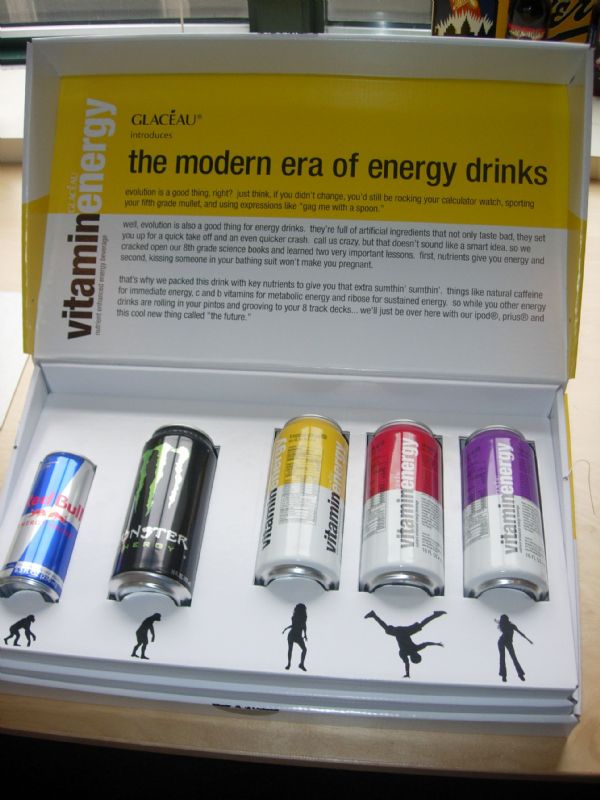 GLACÉAU®
introduces
the modern era of energy drinks
evolution is a good thing, right? just think, if you didn't change, you'd still be rocking your calculator watch, sporting
your fifth grade mullet, and using expressions like "gag me with a spoon."
well, evolution is also a good thing for energy drinks. they're full of artificial ingredients that not only taste bad, they set
you up for a quick take off and an even quicker crash. call us crazy, but that doesn't sound like a smart idea. so we
cracked open our 8th grade science books and learned two very important lessons. first, nutrients give you energy and
second, kissing someone in your bathing suit won't make you pregnant.
that's why we packed this drink with key nutrients to give you that extra sumthin' sumthin'. things like natural caffeine
for immediate energy, c and b vitamins for metabolic energy and ribose for sustained energy. so while you other energy
drinks are rolling in your pintos and grooving to your 8 track decks... we'll just be over here with our ipod®, prius® and
this cool new thing called "the future."
GLACÉAU
vitaminenergy
nutrient enhanced energy beverage
Red Bull
MONSTER
ENERGY
vitaminenergy
vitaminenergy
vitaminenergy
vitaminenergy